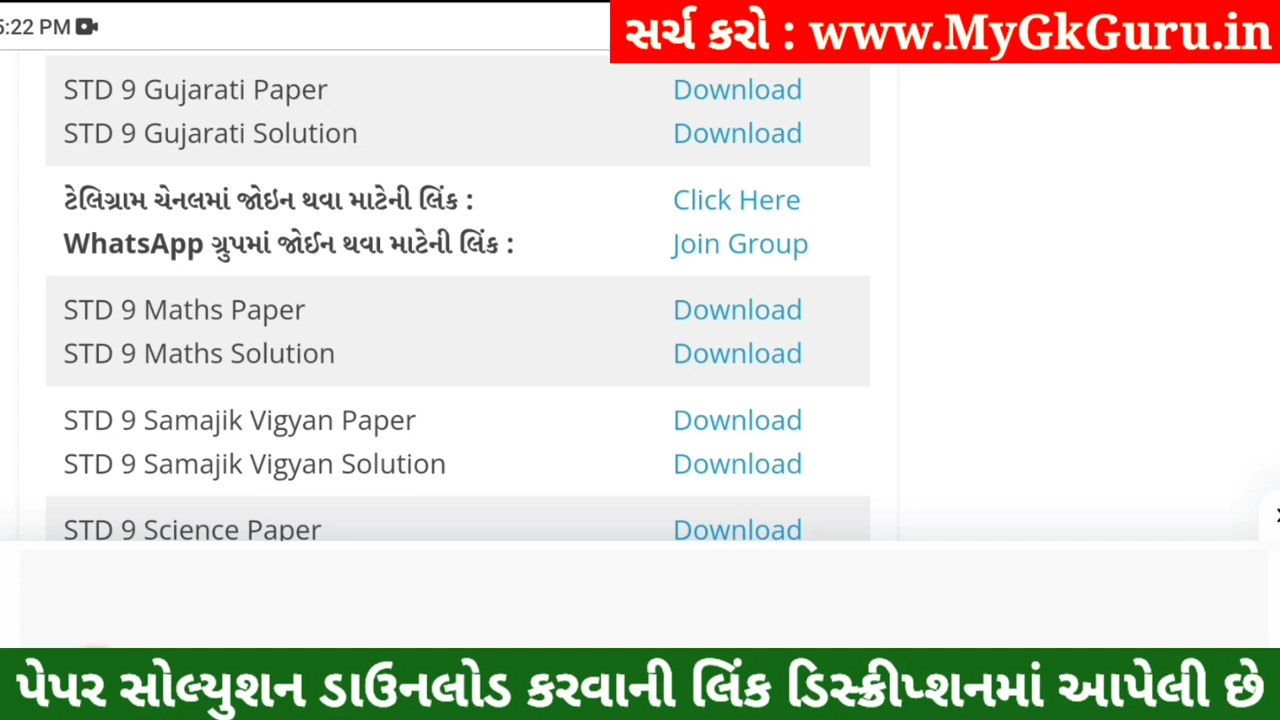 5:22 PM
સર્ચ કરો : www.MyGkGuru.in
STD 9 Gujarati Paper Download
STD 9 Gujarati Solution Download
ટેલિગ્રામ ચેનલમાં જોઇન થવા માટેની લિંક : Click Here
WhatsApp ગ્રુપમાં જોઈન થવા માટેની લિંક : Join Group
STD 9 Maths Paper Download
STD 9 Maths Solution Download
STD 9 Samajik Vigyan Paper Download
STD 9 Samajik Vigyan Solution Download
STD 9 Science Paper Download
પેપર સોલ્યુશન ડાઉનલોડ કરવાની લિંક ડિસ્ક્રીપ્શનમાં આપેલી છે